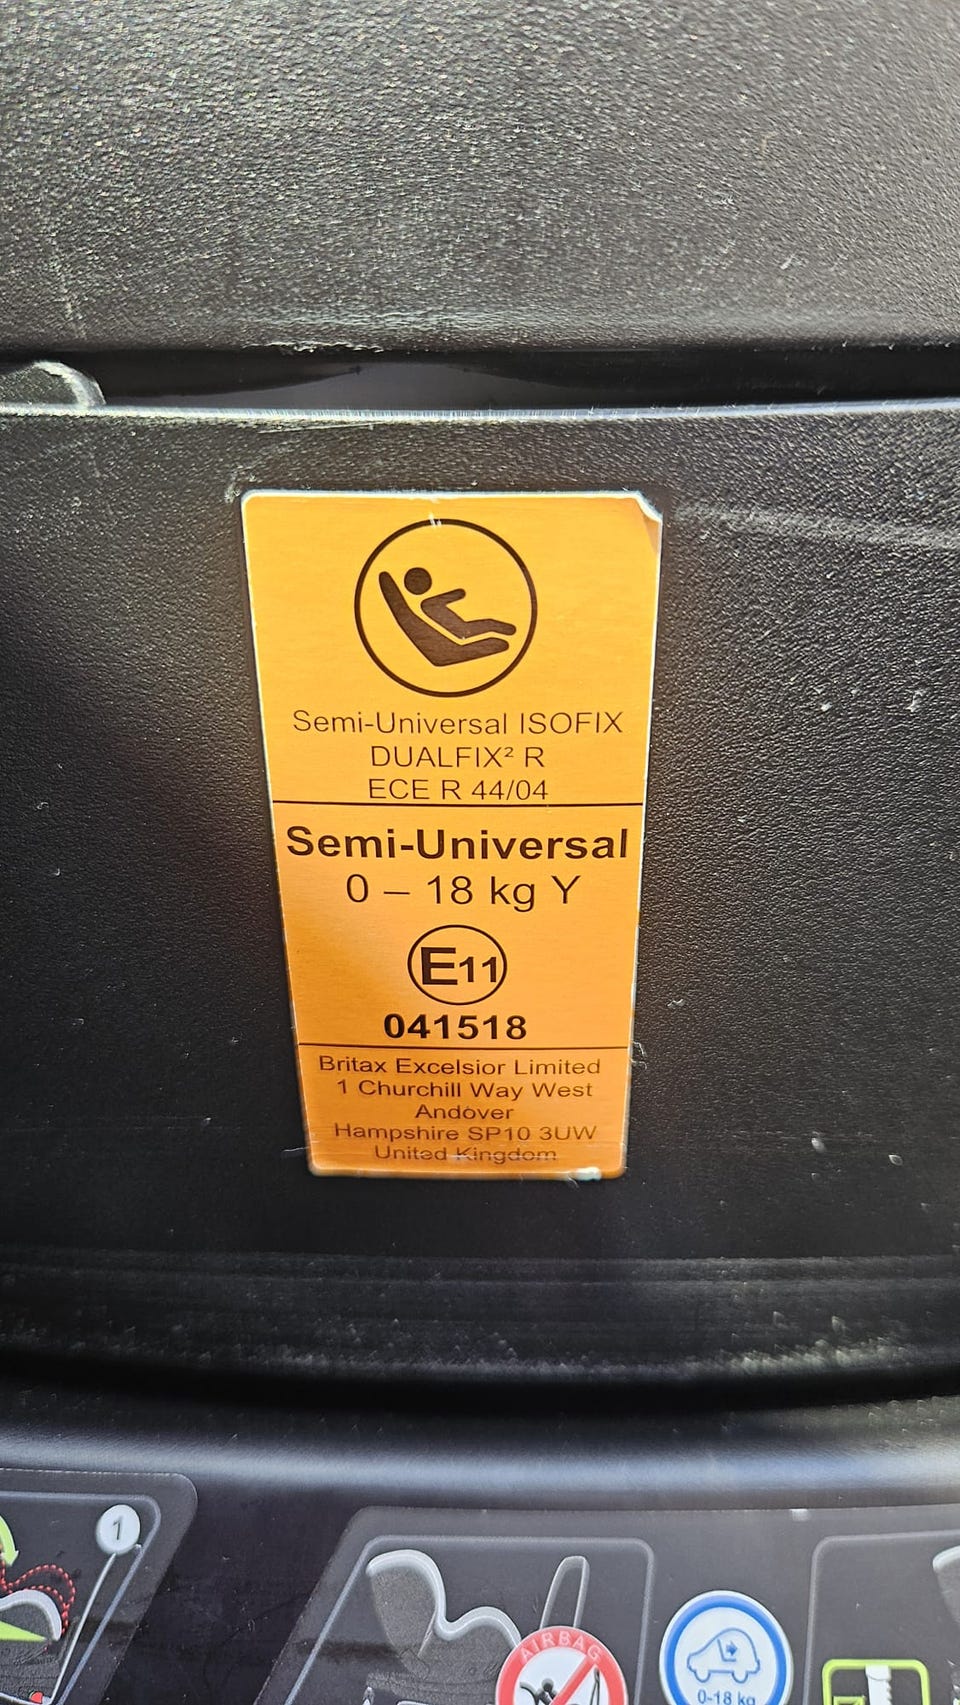 Semi-Universal ISOFIX
DUALFIX² R
ECE R 44/04
Semi-Universal
0 – 18 kg Y
E11
041518
Britax Excelsior Limited
1 Churchill Way West
Andover
Hampshire SP10 3UW
United Kingdom
1
AIRBAG
0-18 kg